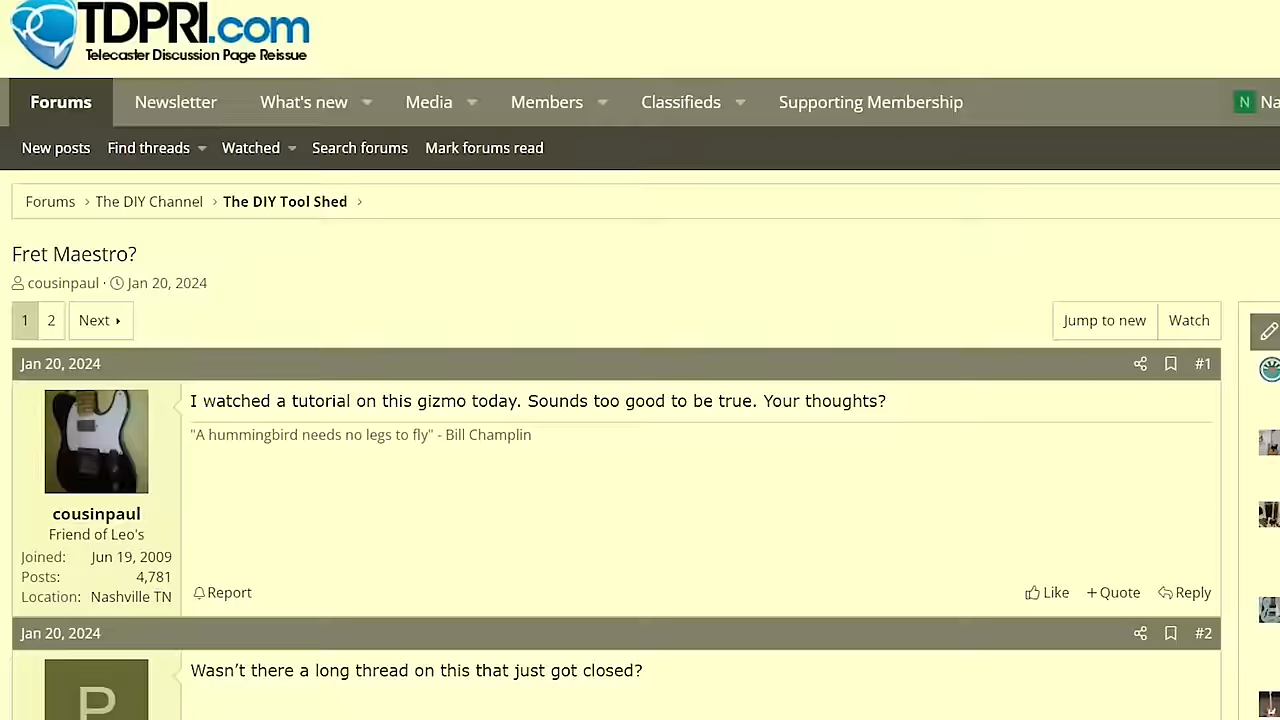 TDPRI.com
Telecaster Discussion Page Reissue
Forums Newsletter What's new Media Members Classifieds Supporting Membership N Na
New posts Find threads Watched Search forums Mark forums read
Forums › The DIY Channel › The DIY Tool Shed ›
Fret Maestro?
cousinpaul · Jan 20, 2024
1 2 Next Jump to new Watch
Jan 20, 2024 #1
I watched a tutorial on this gizmo today. Sounds too good to be true. Your thoughts?
"A hummingbird needs no legs to fly" - Bill Champlin
cousinpaul
Friend of Leo's
Joined: Jun 19, 2009
Posts: 4,781
Location: Nashville TN
Report Like +Quote Reply
Jan 20, 2024 #2
P
Wasn’t there a long thread on this that just got closed?